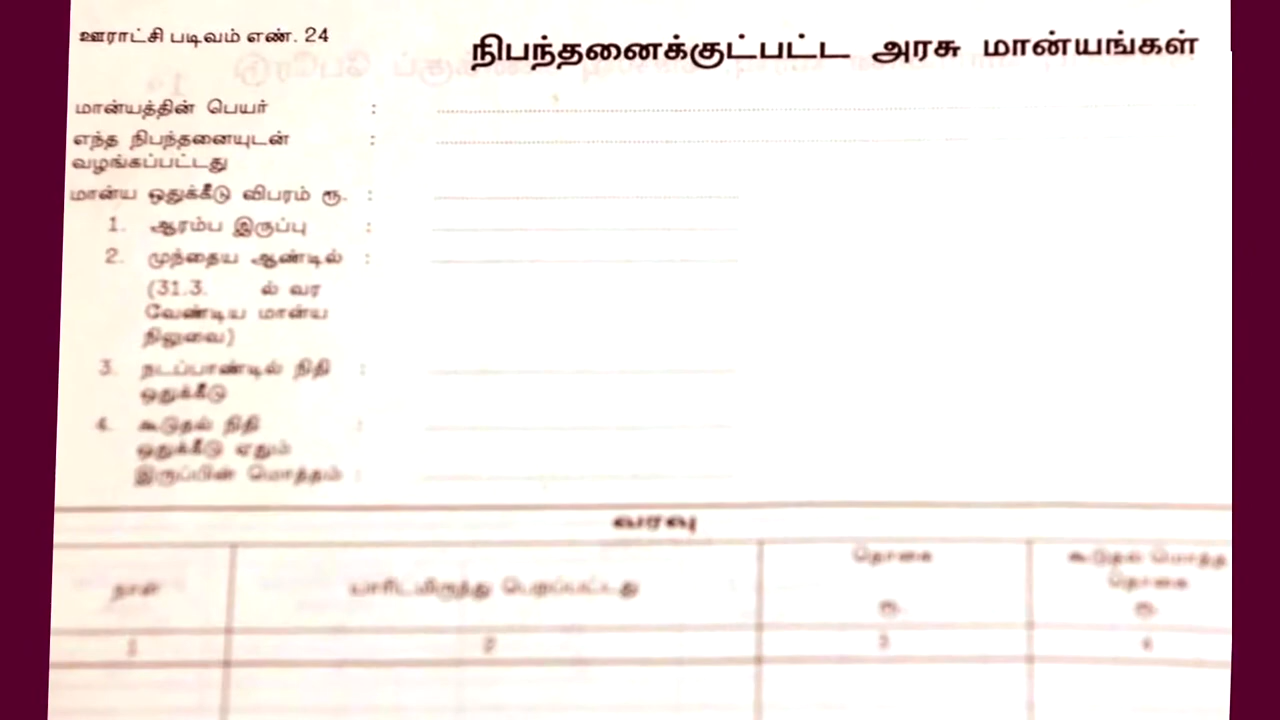 ஊராட்சி படிவம் எண். 24
நிபந்தனைக்குட்பட்ட அரசு மான்யங்கள்
மான்யத்தின் பெயர் :
எந்த நிபந்தனையுடன் :
வழங்கப்பட்டது
மான்ய ஒதுக்கீடு விபரம் ரூ. :
1. ஆரம்ப இருப்பு :
2. முந்தைய ஆண்டில் :
(31.3. ல் வர
வேண்டிய மான்ய
நிலுவை)
3. நடப்பாண்டில் நிதி :
ஒதுக்கீடு
4. கூடுதல் நிதி :
ஒதுக்கீடு ஏதும்
இருப்பின் மொத்தம் :
வரவு
நாள் யாரிடமிருந்து பெறப்பட்டது தொகை ரூ. கூடுதல் மொத்த தொகை ரூ.
1 2 3 4